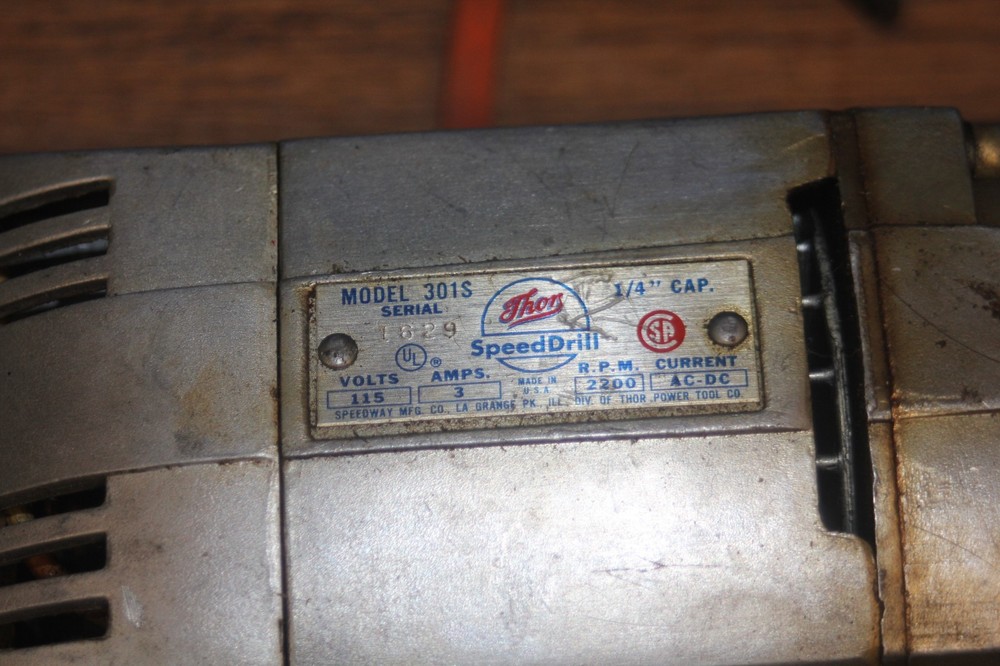 MODEL 301S
SERIAL
1629
Thor
SpeedDrill
1/4" CAP.
UL ®
SA
VOLTS
115
AMPS.
3
MADE IN
U.S.A.
R.P.M.
2200
CURRENT
AC-DC
SPEEDWAY MFG. CO. LA GRANGE PK. ILL. DIV. OF THOR POWER TOOL CO.